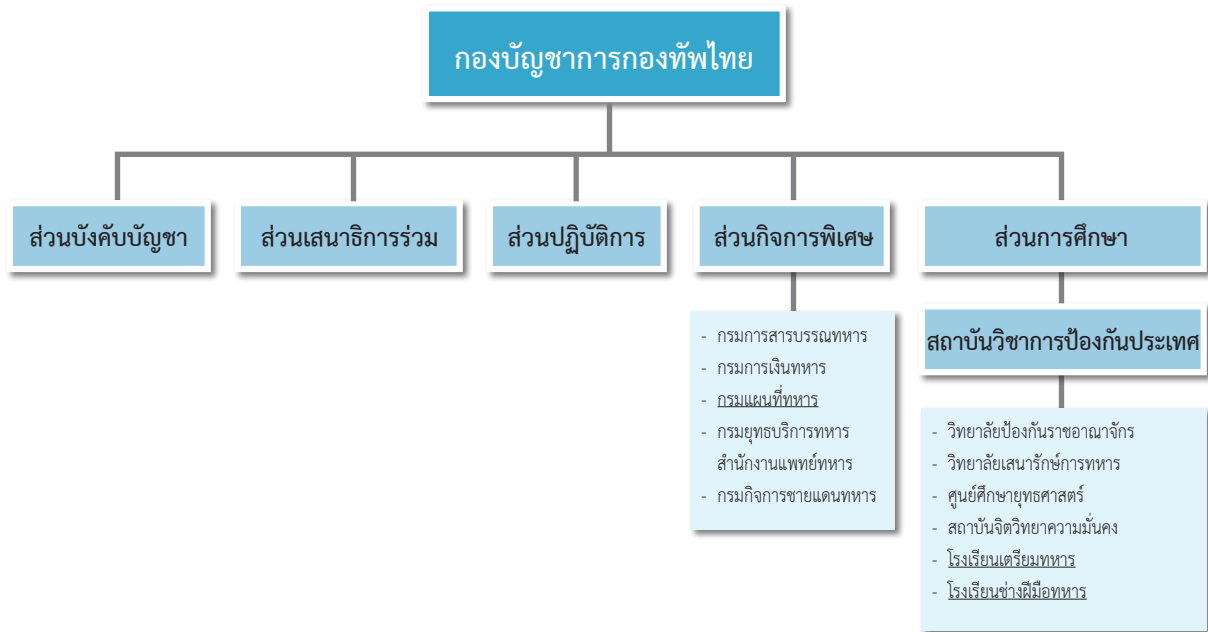 กองบัญชาการกองทัพไทย
ส่วนบังคับบัญชา
ส่วนเสนาธิการร่วม
ส่วนปฏิบัติการ
ส่วนกิจการพิเศษ
ส่วนการศึกษา
- กรมการสารบรรณทหาร
- กรมการเงินทหาร
- กรมแผนที่ทหาร
- กรมยุทธบริการทหาร
สำนักงานแพทย์ทหาร
- กรมกิจการชายแดนทหาร
สถาบันวิชาการป้องกันประเทศ
- วิทยาลัยป้องกันราชอาณาจักร
- วิทยาลัยเสนารักษ์การทหาร
- ศูนย์ศึกษายุทธศาสตร์
- สถาบันจิตวิทยาความมั่นคง
- โรงเรียนเตรียมทหาร
- โรงเรียนช่างฝีมือทหาร